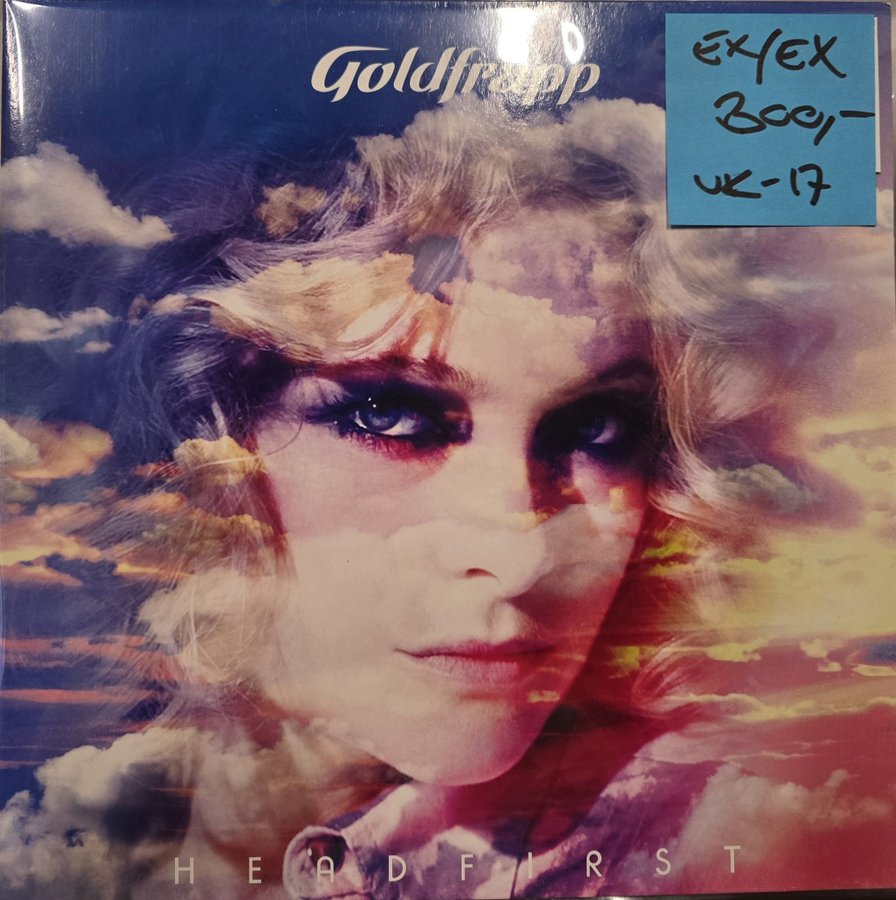 Goldfrapp
EX/EX
300,-
UK-17
HEADFIRST